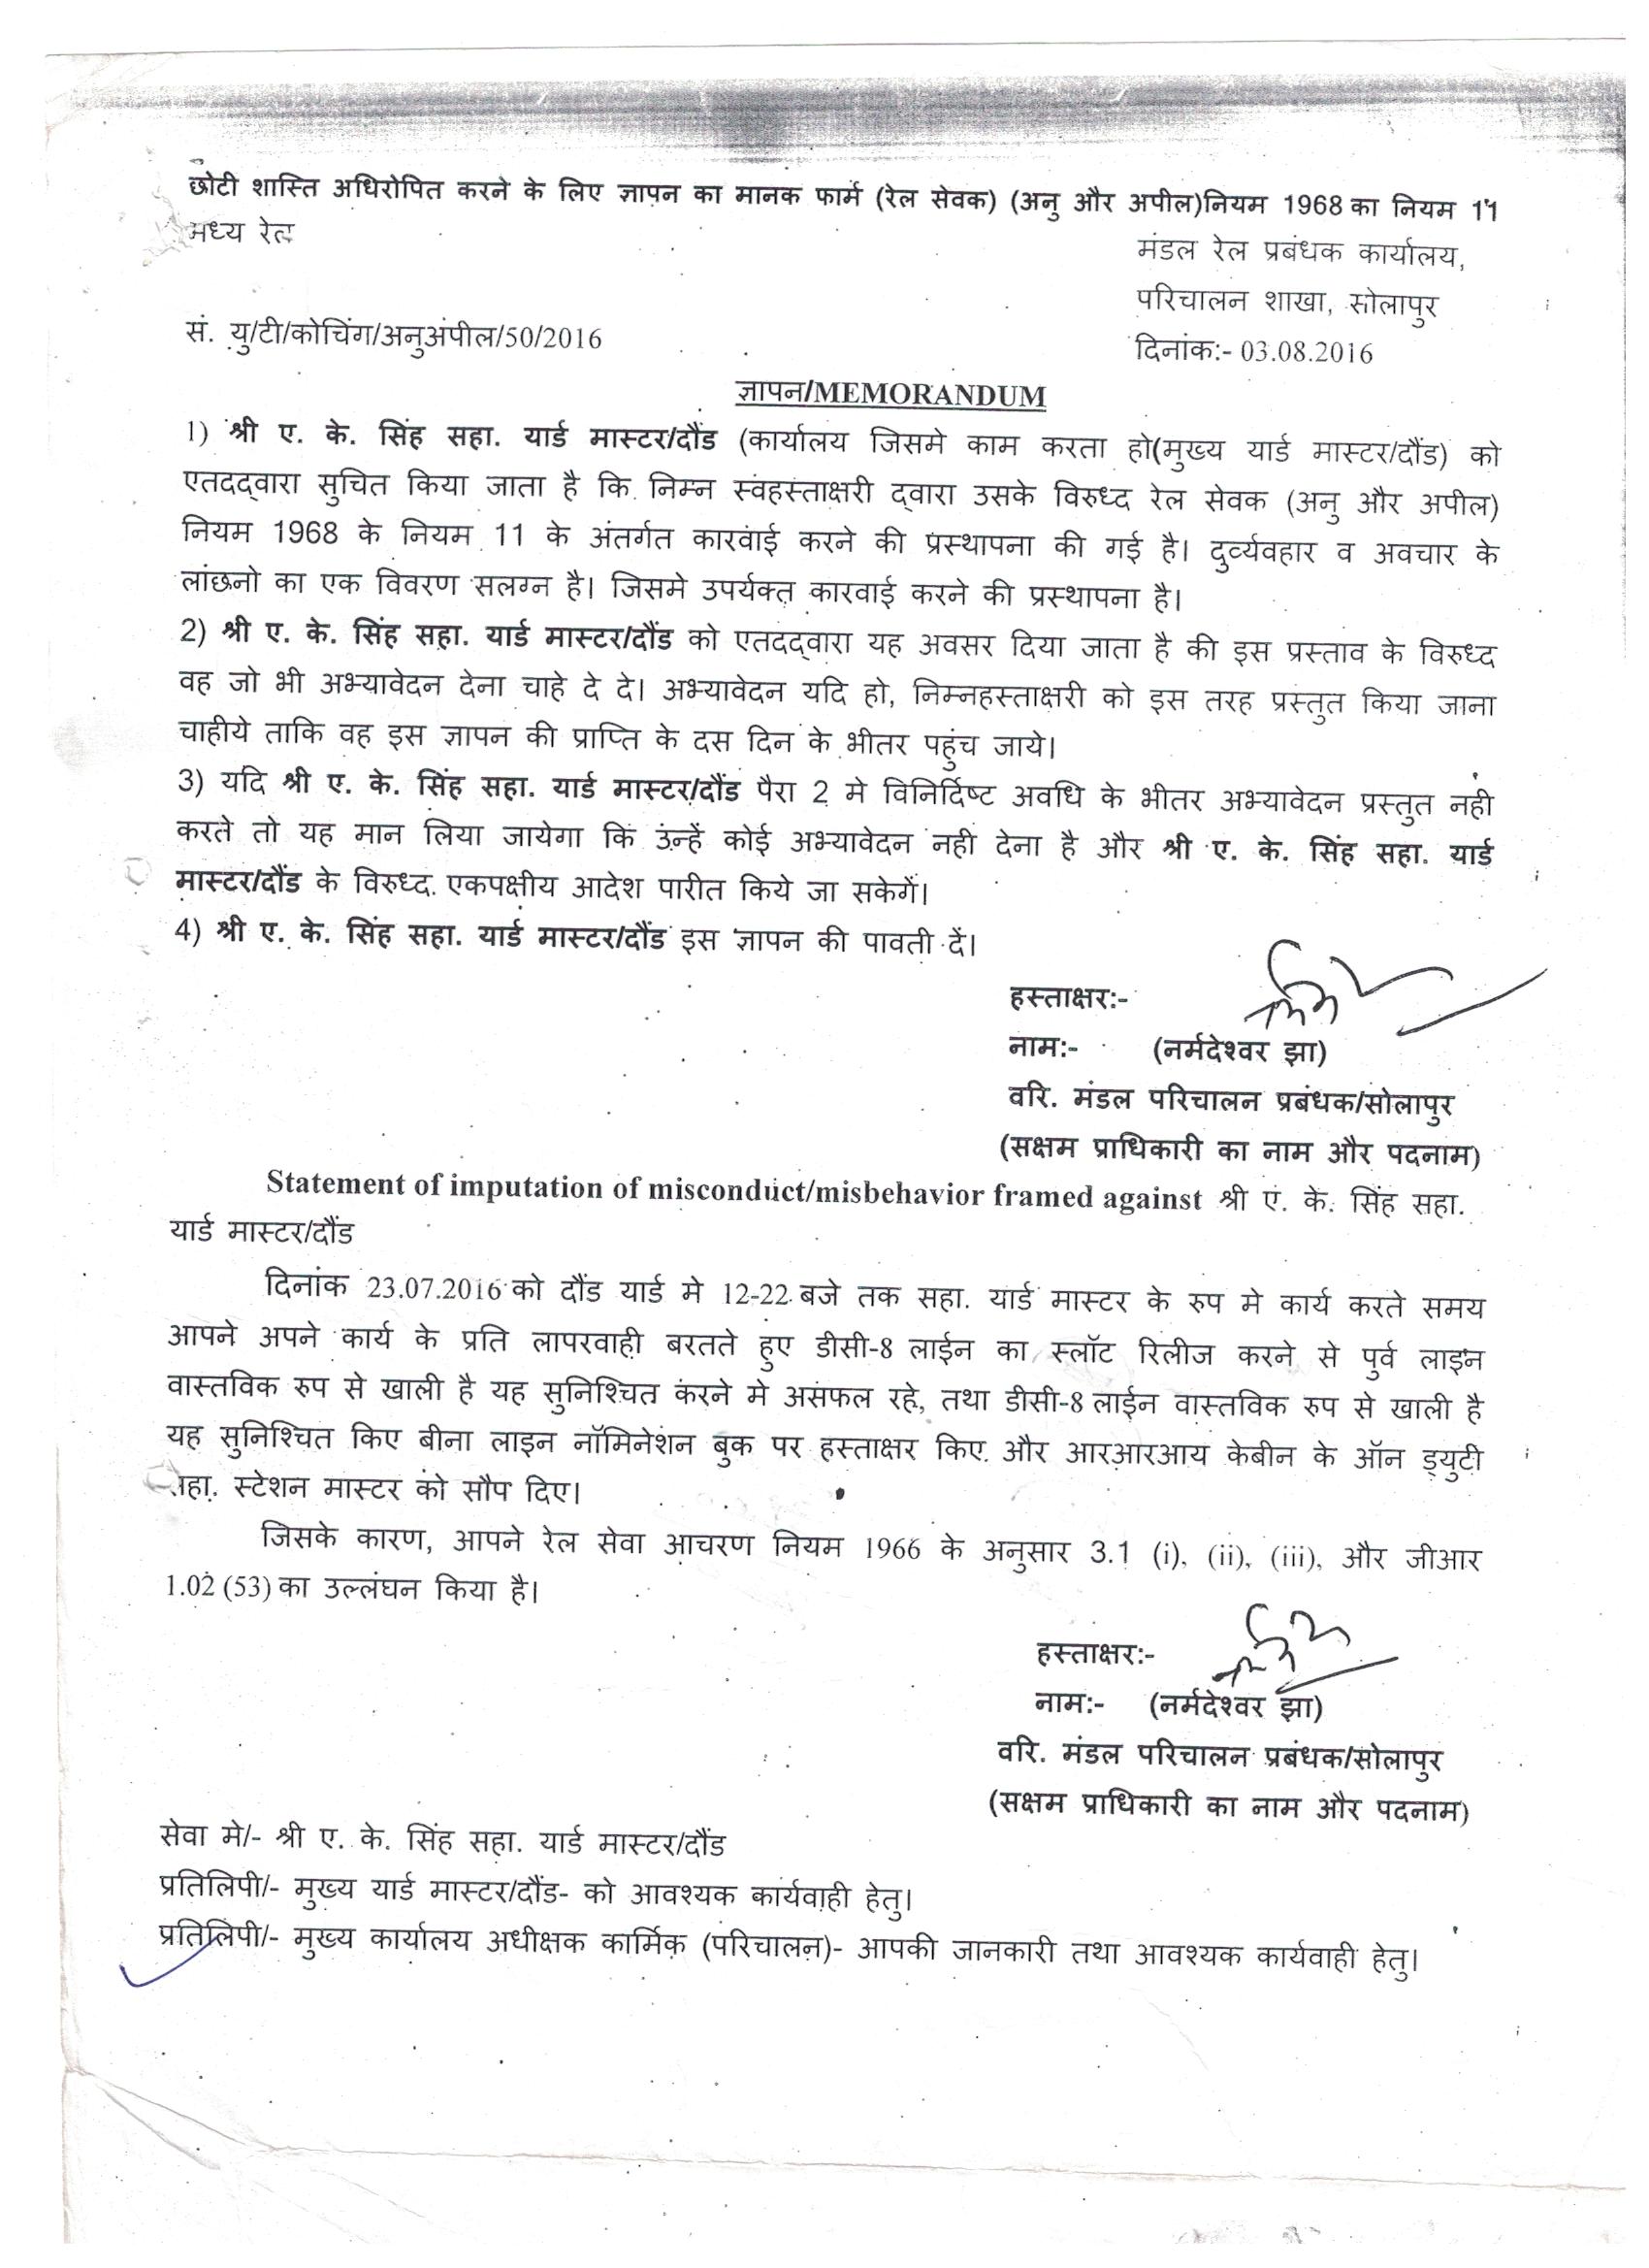 छोटी शास्ति अधिरोपित करने के लिए ज्ञापन का मानक फार्म (रेल सेवक) (अनु और अपील)नियम 1968 का नियम 11
मध्य रेल
मंडल रेल प्रबंधक कार्यालय,
परिचालन शाखा, सोलापुर
सं. यु/टी/कोचिंग/अनुअंपील/50/2016
दिनांक:- 03.08.2016
ज्ञापन/MEMORANDUM
1) श्री ए. के. सिंह सहा. यार्ड मास्टर/दौंड (कार्यालय जिसमे काम करता हो(मुख्य यार्ड मास्टर/दौंड) को
एतदद्वारा सुचित किया जाता है कि निम्न स्वंहस्ताक्षरी द्वारा उसके विरुध्द रेल सेवक (अनु और अपील)
नियम 1968 के नियम 11 के अंतर्गत कारवांई करने की प्रस्थापना की गई है। दुर्व्यवहार व अवचार के
लांछनो का एक विवरण सलग्न है। जिसमे उपर्यक्त कारवाई करने की प्रस्थापना है।
2) श्री ए. के. सिंह सहा. यार्ड मास्टर/दौंड को एतदद्वारा यह अवसर दिया जाता है की इस प्रस्ताव के विरुध्द
वह जो भी अभ्यावेदन देना चाहे दे दे। अभ्यावेदन यदि हो, निम्नहस्ताक्षरी को इस तरह प्रस्तुत किया जाना
चाहीये ताकि वह इस ज्ञापन की प्राप्ति के दस दिन के भीतर पहुंच जाये।
3) यदि श्री ए. के. सिंह सहा. यार्ड मास्टर/दौंड पैरा 2 मे विनिर्दिष्ट अवधि के भीतर अभ्यावेदन प्रस्तुत नही
करते तो यह मान लिया जायेगा कि उंन्हें कोई अभ्यावेदन नही देना है और श्री ए. के. सिंह सहा. यार्ड
मास्टर/दौंड के विरुध्द एकपक्षीय आदेश पारीत किये जा सकेगें।
4) श्री ए. के. सिंह सहा. यार्ड मास्टर/दौंड इस ज्ञापन की पावती दें।
हस्ताक्षर:-
नाम:- (नर्मदेश्वर झा)
वरि. मंडल परिचालन प्रबंधक/सोलापुर
(सक्षम प्राधिकारी का नाम और पदनाम)
Statement of imputation of misconduct/misbehavior framed against श्री ए. के. सिंह सहा.
यार्ड मास्टर/दौंड
दिनांक 23.07.2016 को दौंड यार्ड मे 12-22 बजे तक सहा. यार्ड मास्टर के रुप मे कार्य करते समय
आपने अपने कार्य के प्रति लापरवाही बरतते हुए डीसी-8 लाईन का स्लॉट रिलीज करने से पुर्व लाइन
वास्तविक रुप से खाली है यह सुनिश्चित करने मे असफल रहे, तथा डीसी-8 लाईन वास्तविक रुप से खाली है
यह सुनिश्चित किए बीना लाइन नॉमिनेशन बुक पर हस्ताक्षर किए और आरआरआय केबीन के ऑन ड्युटी
सहा. स्टेशन मास्टर को सौप दिए।
जिसके कारण, आपने रेल सेवा आचरण नियम 1966 के अनुसार 3.1 (i), (ii), (iii), और जीआर
1.02 (53) का उल्लंघन किया है।
हस्ताक्षर:-
नाम:- (नर्मदेश्वर झा)
वरि. मंडल परिचालन प्रबंधक/सोलापुर
(सक्षम प्राधिकारी का नाम और पदनाम)
सेवा मे/- श्री ए. के. सिंह सहा. यार्ड मास्टर/दौंड
प्रतिलिपी/- मुख्य यार्ड मास्टर/दौंड- को आवश्यक कार्यवाही हेतु।
प्रतिलिपी/- मुख्य कार्यालय अधीक्षक कार्मिक (परिचालन)- आपकी जानकारी तथा आवश्यक कार्यवाही हेतु।